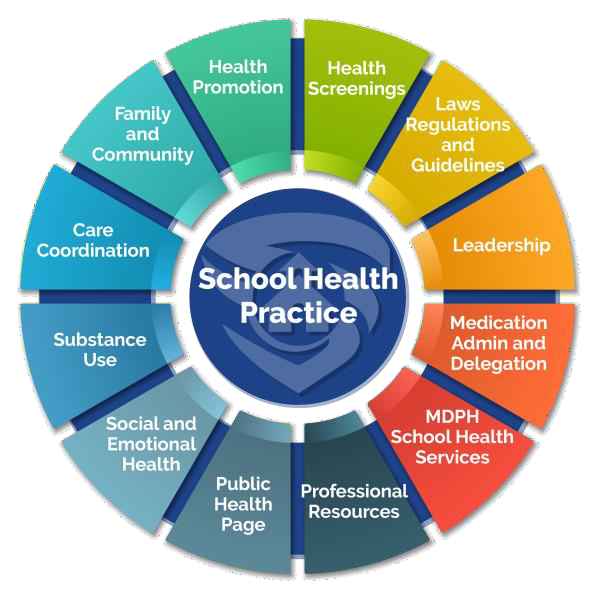 Health
Promotion
Health
Screenings
Laws
Regulations
and
Guidelines
Leadership
Medication
Admin and
Delegation
MDPH
School Health
Services
Professional
Resources
Public
Health
Page
Social and
Emotional
Health
Substance
Use
Care
Coordination
Family
and
Community
School Health
Practice